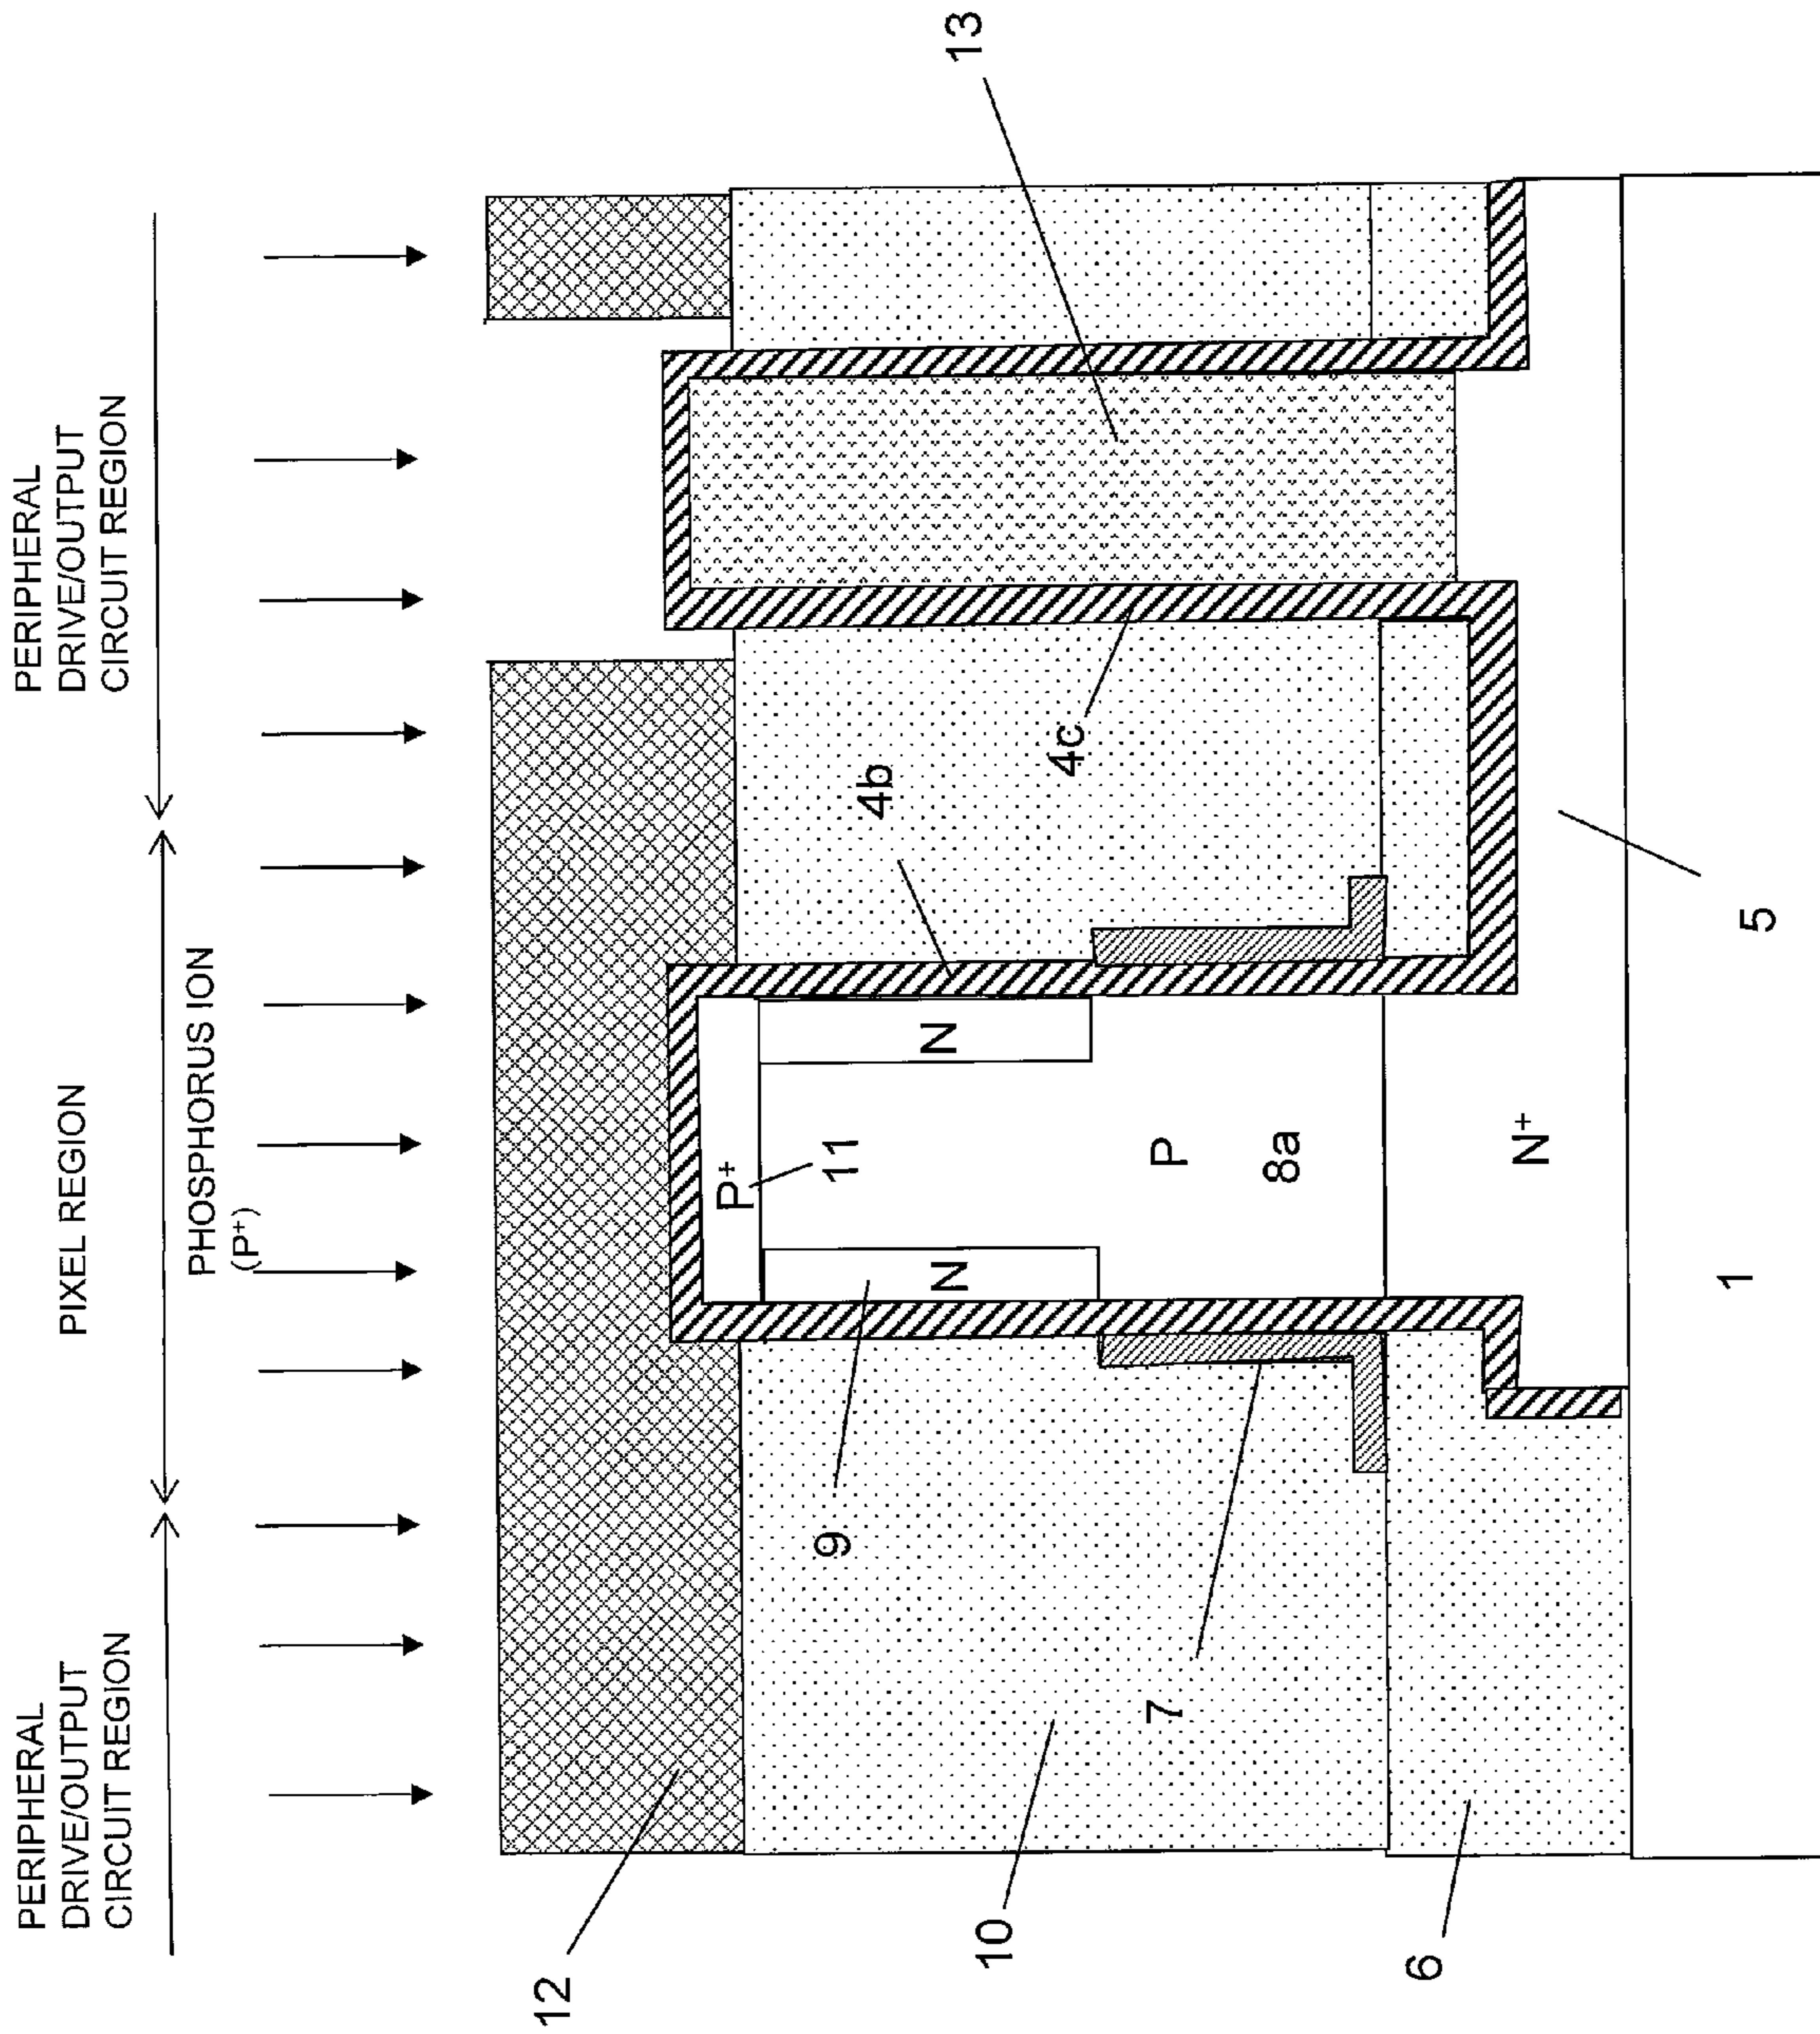 PERIPHERAL
DRIVE/OUTPUT
CIRCUIT REGION
PIXEL REGION
PERIPHERAL
DRIVE/OUTPUT
CIRCUIT REGION
PHOSPHORUS ION
(P⁺)
12
10
6
9
7
N
P⁺
11
P
8a
N⁺
N
4b
4c
13
5
1